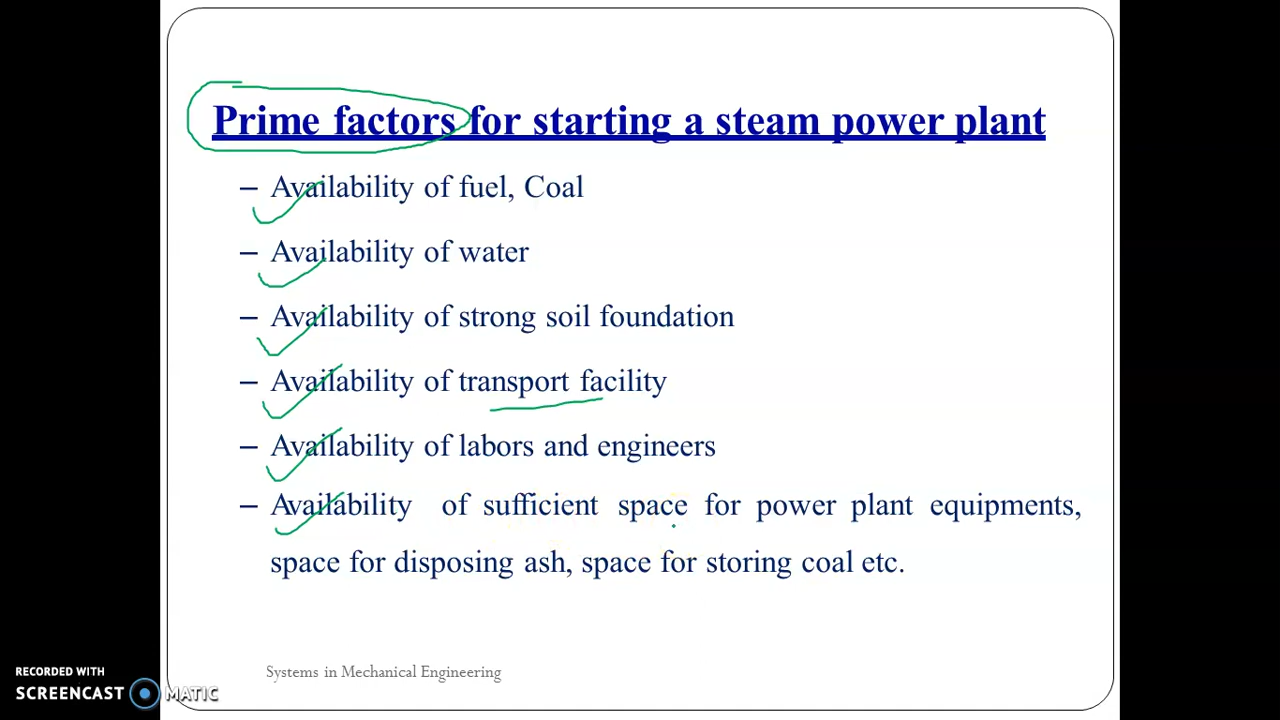 Prime factors for starting a steam power plant
– Availability of fuel, Coal
– Availability of water
– Availability of strong soil foundation
– Availability of transport facility
– Availability of labors and engineers
– Availability of sufficient space for power plant equipments,
space for disposing ash, space for storing coal etc.
Systems in Mechanical Engineering
RECORDED WITH
SCREENCAST MATIC